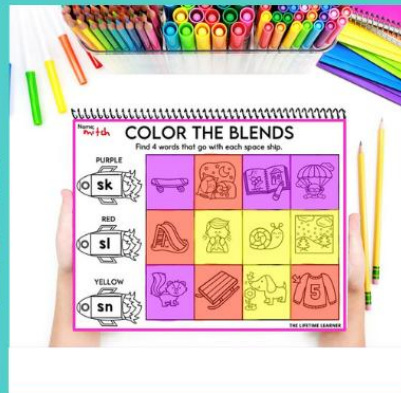 Name: mitch
COLOR THE BLENDS
Find 4 words that go with each space ship.
PURPLE
sk
RED
sl
YELLOW
sn
5
THE LIFETIME LEARNER